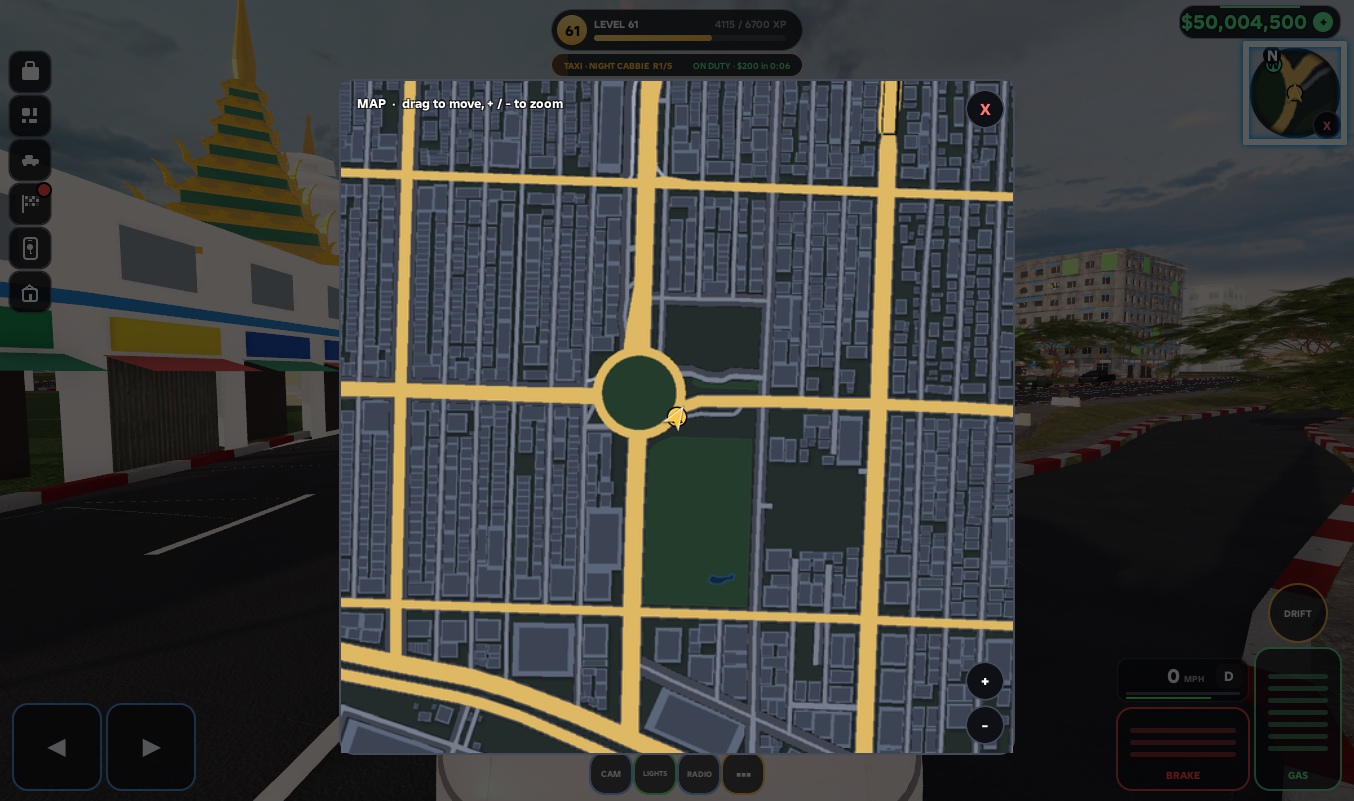 61
LEVEL 61
4115 / 6700 XP
$50,004,500
TAXI · NIGHT CABBIE R1/5
ON DUTY · $200 in 0:06
N
X
MAP · drag to move, + / - to zoom
X
+
-
DRIFT
0 MPH
D
BRAKE
GAS
CAM
LIGHTS
RADIO